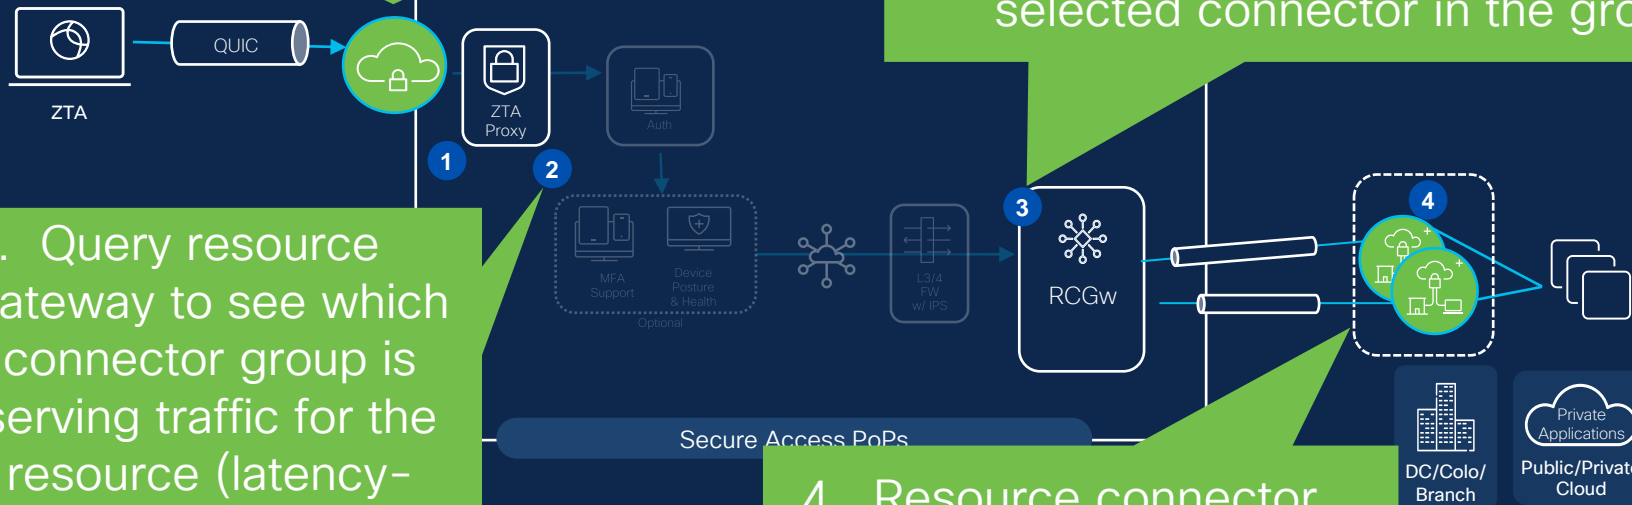 selected connector in the gro
QUIC
ZTA
ZTA
Proxy
Auth
1
2
3
4
. Query resource
ateway to see which
connector group is
serving traffic for the
resource (latency-
MFA
Support
Device
Posture
& Health
Optional
L3/4
FW
w/ IPS
RCGw
Secure Access PoPs
4. Resource connector
DC/Colo/
Branch
Private
Applications
Public/Private
Cloud